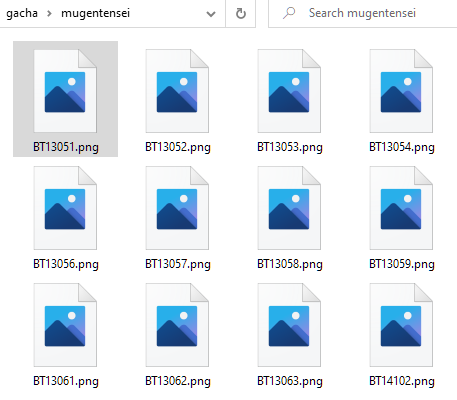 gacha > mugentensei
Search mugentensei
BT13051.png BT13052.png BT13053.png BT13054.png
BT13056.png BT13057.png BT13058.png BT13059.png
BT13061.png BT13062.png BT13063.png BT14102.png